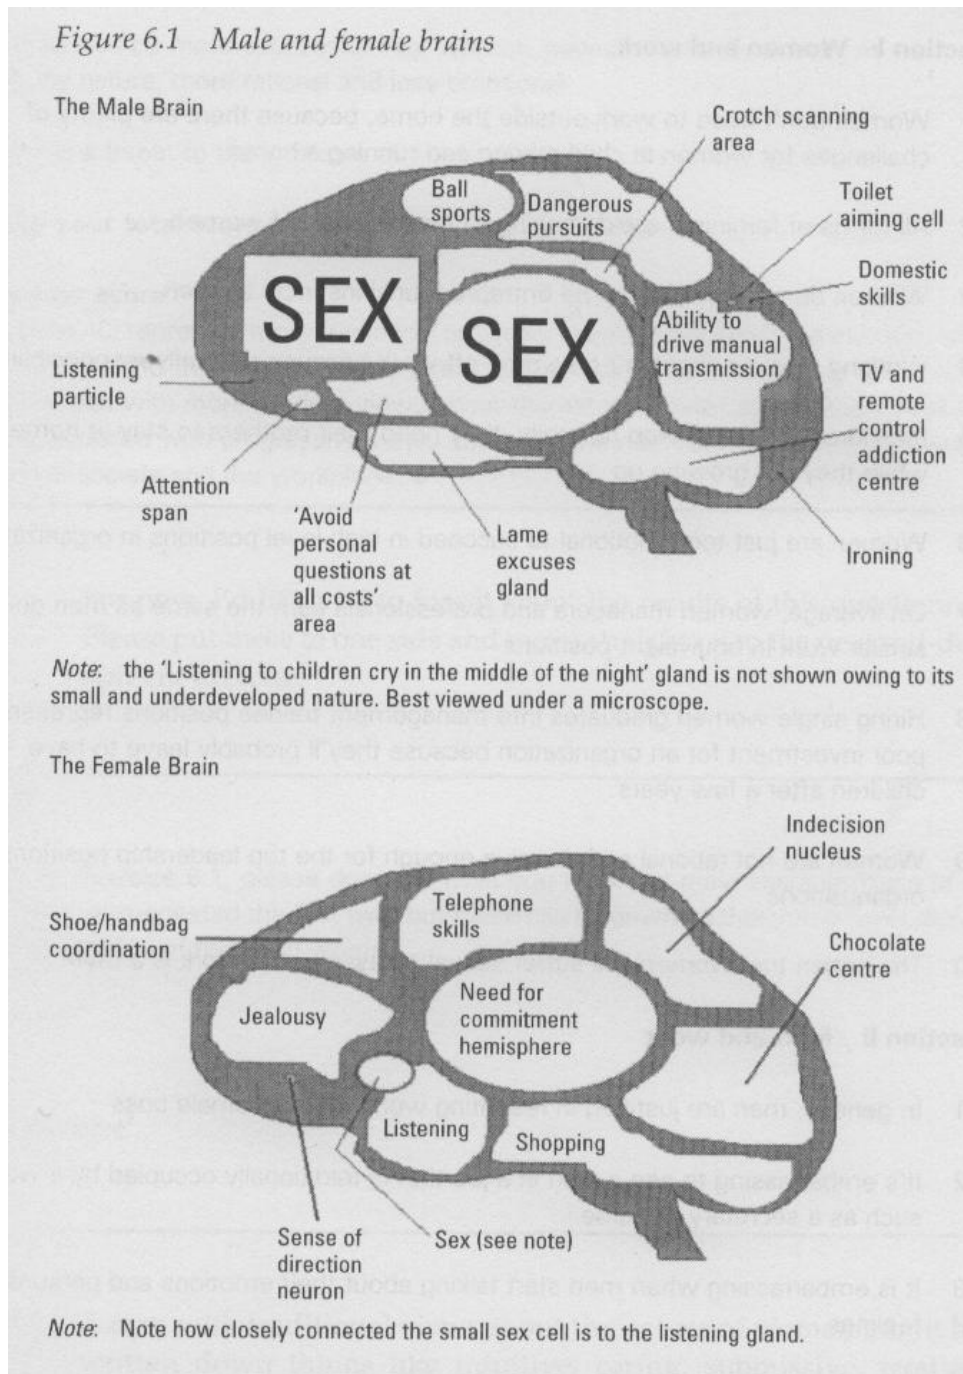 Figure 6.1 Male and female brains
The Male Brain
Crotch scanning
area
Ball
sports
Dangerous
pursuits
Toilet
aiming cell
Domestic
skills
SEX
SEX
Ability to
drive manual
transmission
Listening
particle
TV and
remote
control
addiction
centre
Attention
span
'Avoid
personal
questions at
all costs'
area
Lame
excuses
gland
Ironing
Note: the 'Listening to children cry in the middle of the night' gland is not shown owing to its
small and underdeveloped nature. Best viewed under a microscope.
The Female Brain
Indecision
nucleus
Telephone
skills
Shoe/handbag
coordination
Chocolate
centre
Need for
commitment
hemisphere
Jealousy
Listening
Shopping
Sense of
direction
neuron
Sex (see note)
Note: Note how closely connected the small sex cell is to the listening gland.